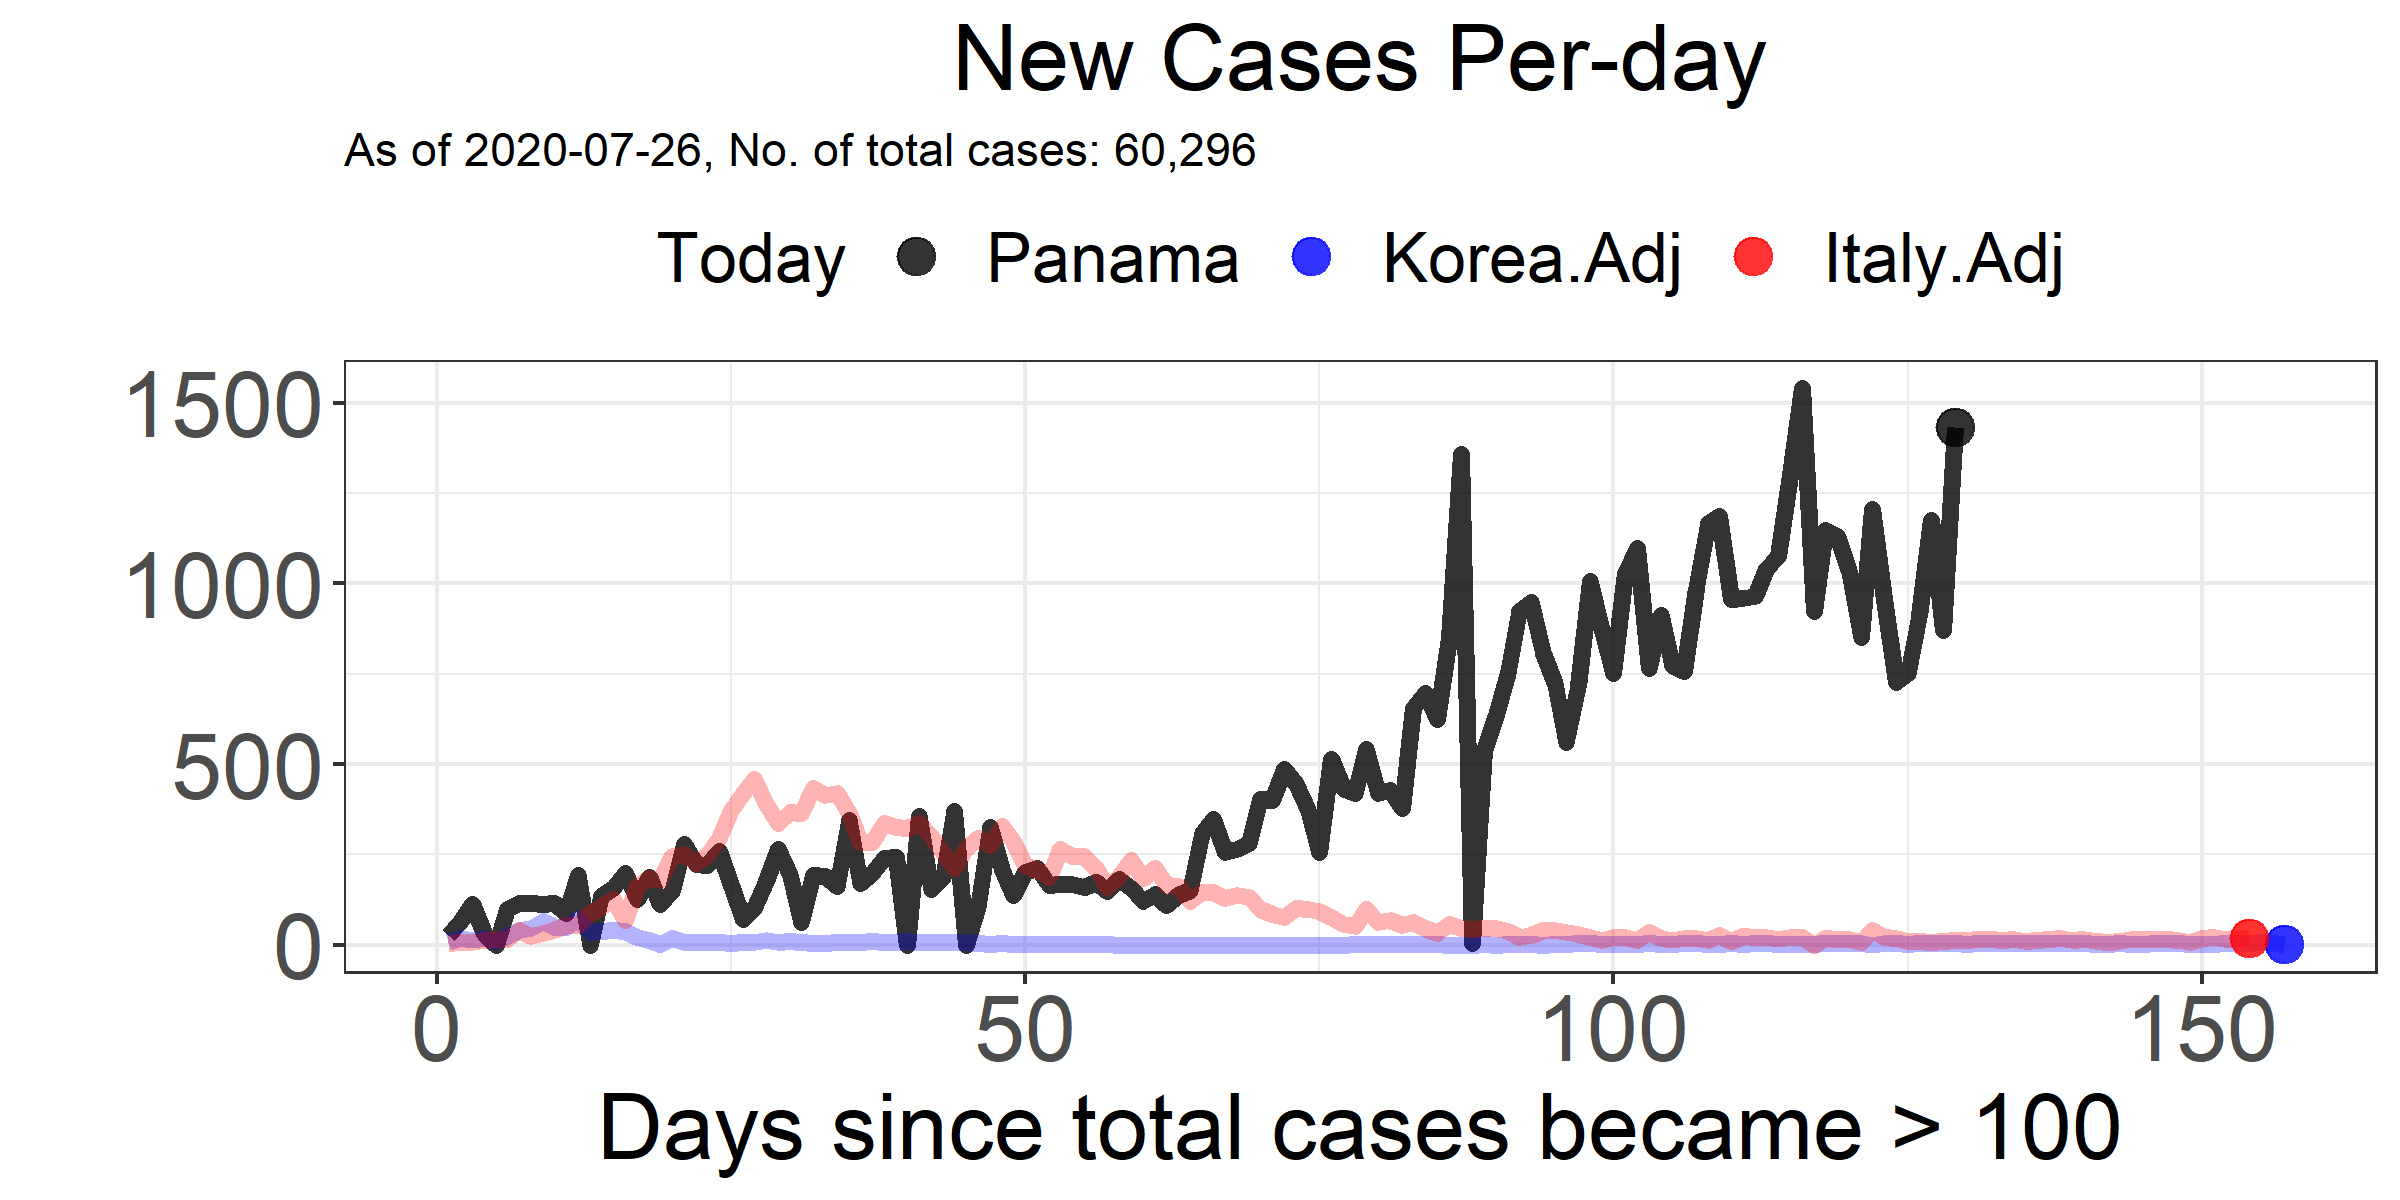 New Cases Per-day
As of 2020-07-26, No. of total cases: 60,296
Today Panama Korea.Adj Italy.Adj
1500
1000
500
0
0 50 100 150
Days since total cases became > 100